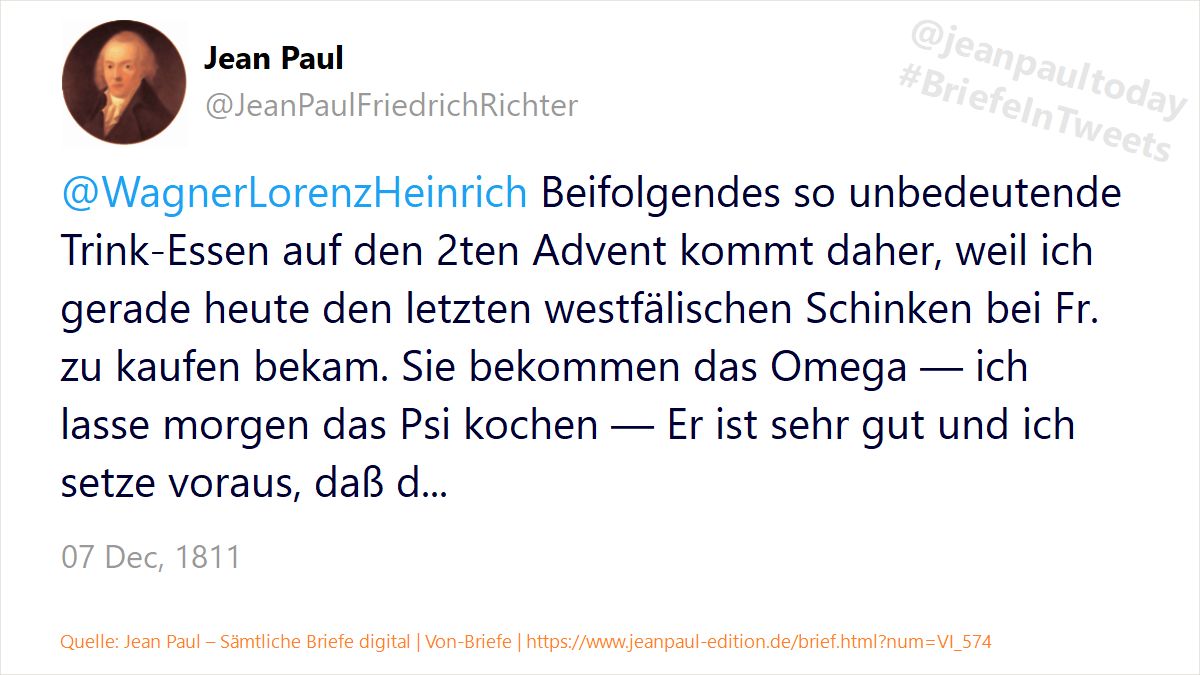 Jean Paul
@JeanPaulFriedrichRichter
@jeanpaultoday
#BriefeInTweets
@WagnerLorenzHeinrich Beifolgendes so unbedeutende
Trink-Essen auf den 2ten Advent kommt daher, weil ich
gerade heute den letzten westfälischen Schinken bei Fr.
zu kaufen bekam. Sie bekommen das Omega — ich
lasse morgen das Psi kochen — Er ist sehr gut und ich
setze voraus, daß d...
07 Dec, 1811
Quelle: Jean Paul – Sämtliche Briefe digital | Von-Briefe | https://www.jeanpaul-edition.de/brief.html?num=VI_574